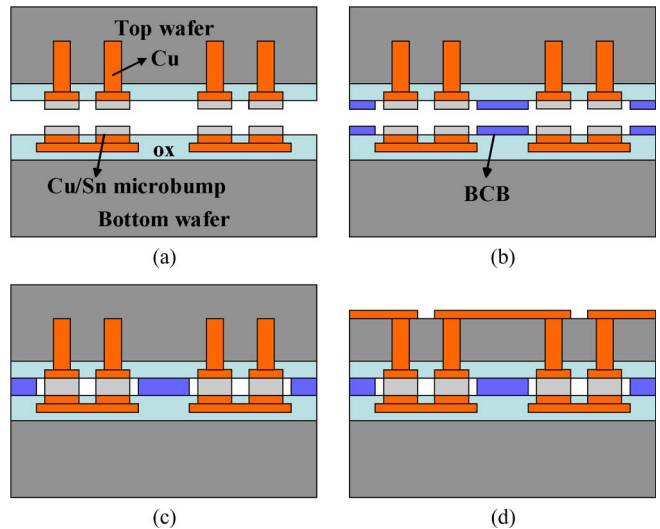 Top wafer
Cu
ox
Cu/Sn microbump
Bottom wafer
(a)
BCB
(b)
(c)
(d)